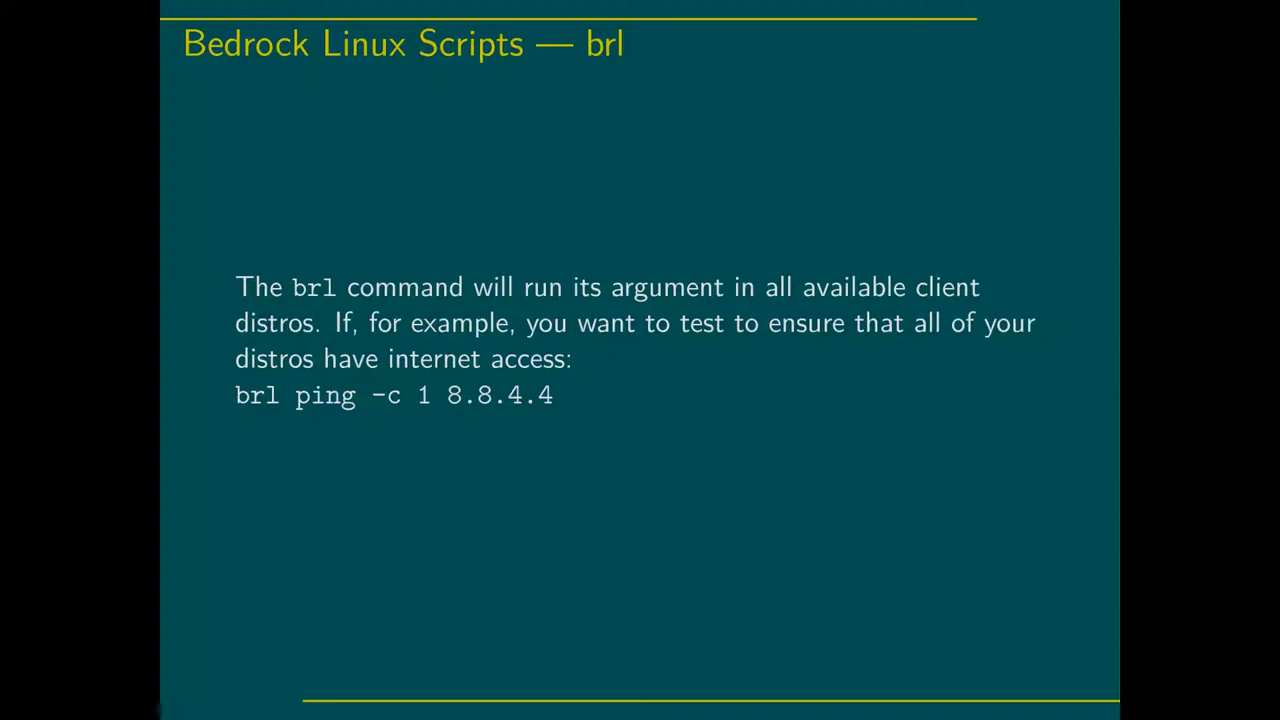 Bedrock Linux Scripts — brl
The brl command will run its argument in all available client
distros. If, for example, you want to test to ensure that all of your
distros have internet access:
brl ping -c 1 8.8.4.4